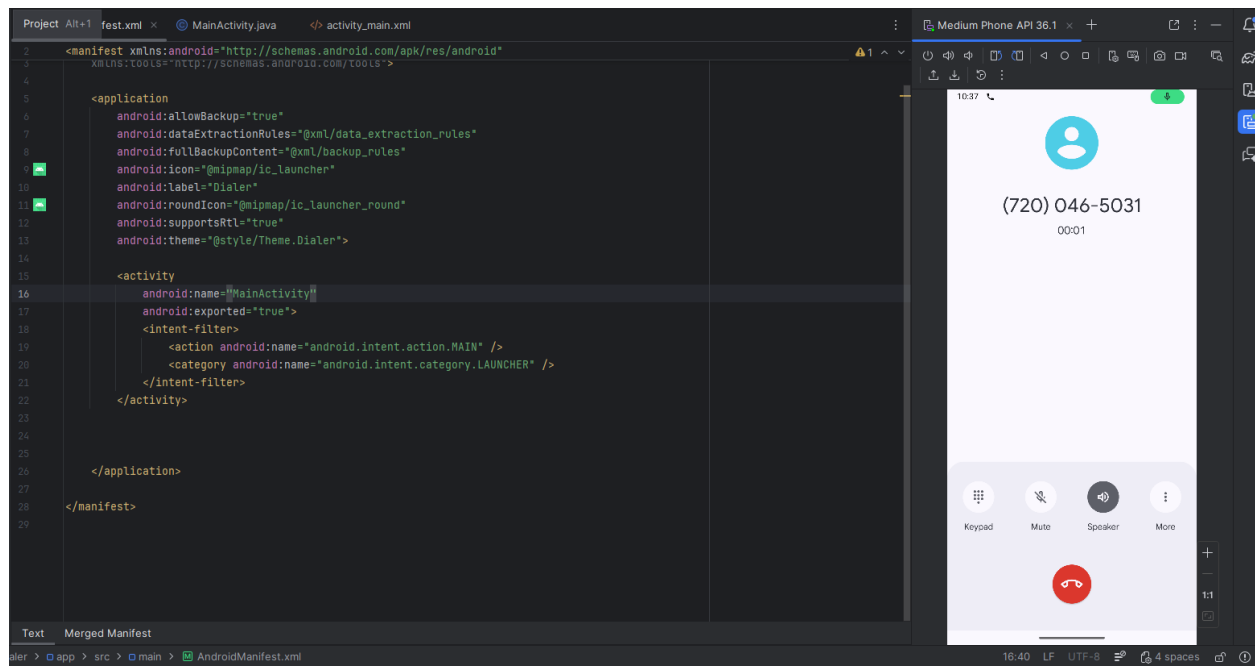 Project Alt+1 fest.xml × MainActivity.java activity_main.xml
Medium Phone API 36.1 ×
2 <manifest xmlns:android="http://schemas.android.com/apk/res/android"
1
3 xmlns:tools="http://schemas.android.com/tools">
4
5 <application
6 android:allowBackup="true"
7 android:dataExtractionRules="@xml/data_extraction_rules"
8 android:fullBackupContent="@xml/backup_rules"
9 android:icon="@mipmap/ic_launcher"
10 android:label="Dialer"
11 android:roundIcon="@mipmap/ic_launcher_round"
12 android:supportsRtl="true"
13 android:theme="@style/Theme.Dialer">
14
15 <activity
16 android:name="MainActivity"
17 android:exported="true">
18 <intent-filter>
19 <action android:name="android.intent.action.MAIN" />
20 <category android:name="android.intent.category.LAUNCHER" />
21 </intent-filter>
22 </activity>
23
24
25
26 </application>
27
28 </manifest>
29
10:37
(720) 046-5031
00:01
Keypad Mute Speaker More
1:1
Text Merged Manifest
aler > app > src > main > AndroidManifest.xml
16:40 LF UTF-8 4 spaces